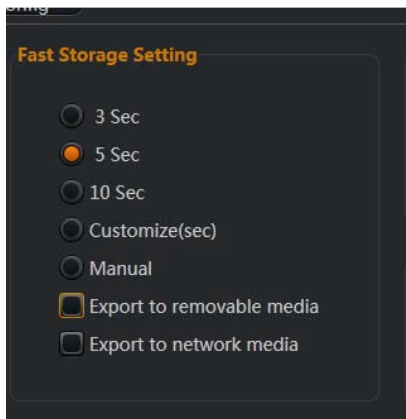 Fast Storage Setting
3 Sec
5 Sec
10 Sec
Customize(sec)
Manual
Export to removable media
Export to network media